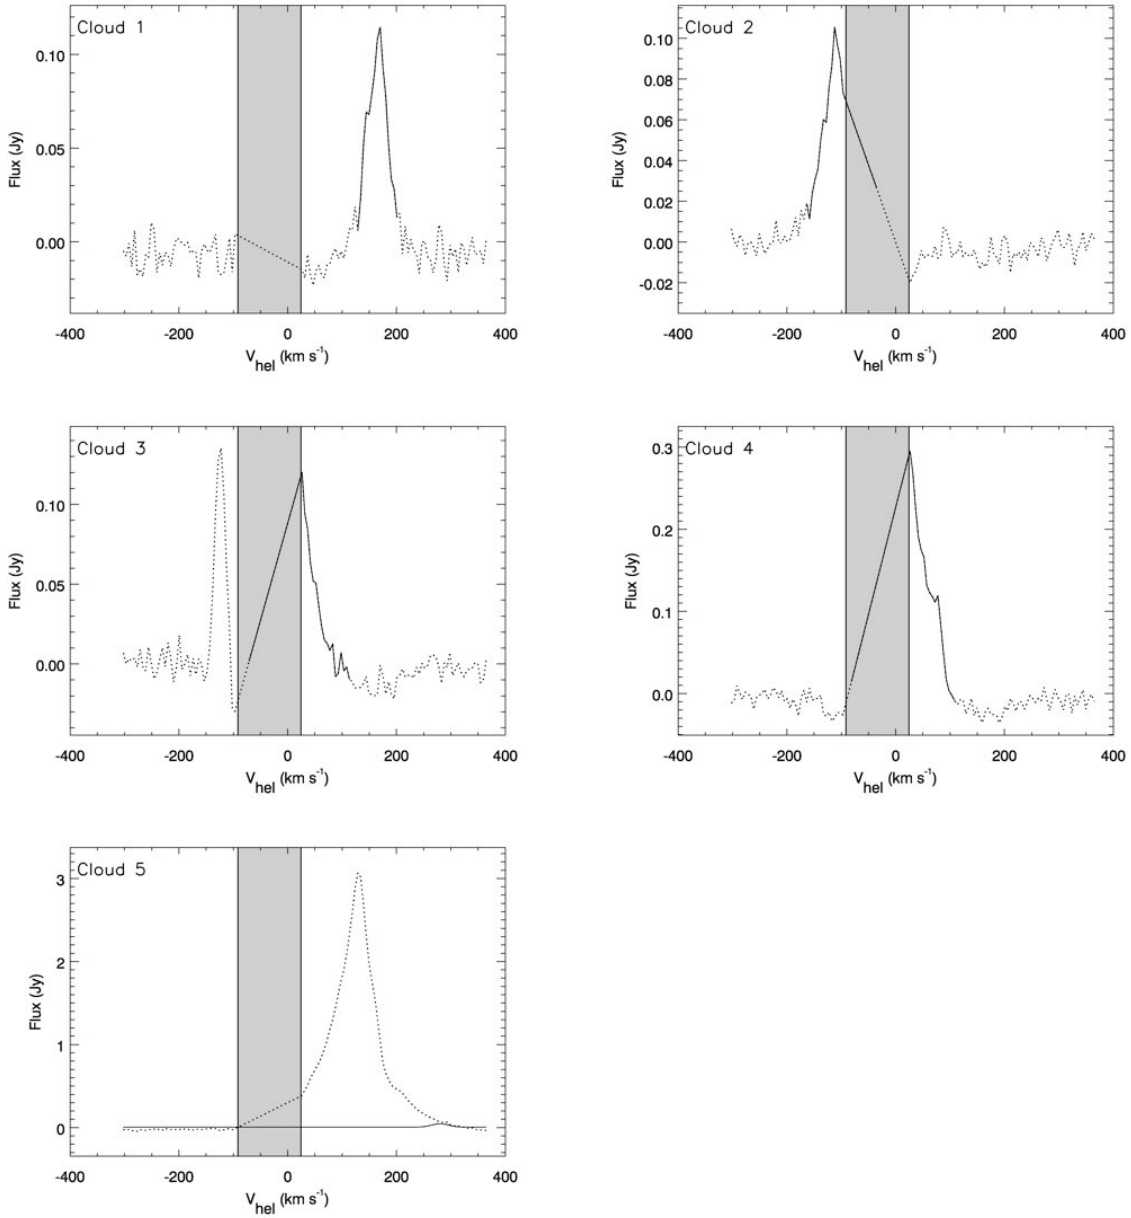 Cloud 1
0.10
0.05
0.00
Flux (Jy)
-400 -200 0 200 400
V_hel (km s⁻¹)
Cloud 2
0.10
0.08
0.06
0.04
0.02
0.00
-0.02
Flux (Jy)
-400 -200 0 200 400
V_hel (km s⁻¹)
Cloud 3
0.10
0.05
0.00
Flux (Jy)
-400 -200 0 200 400
V_hel (km s⁻¹)
Cloud 4
0.3
0.2
0.1
0.0
Flux (Jy)
-400 -200 0 200 400
V_hel (km s⁻¹)
Cloud 5
3
2
1
0
Flux (Jy)
-400 -200 0 200 400
V_hel (km s⁻¹)